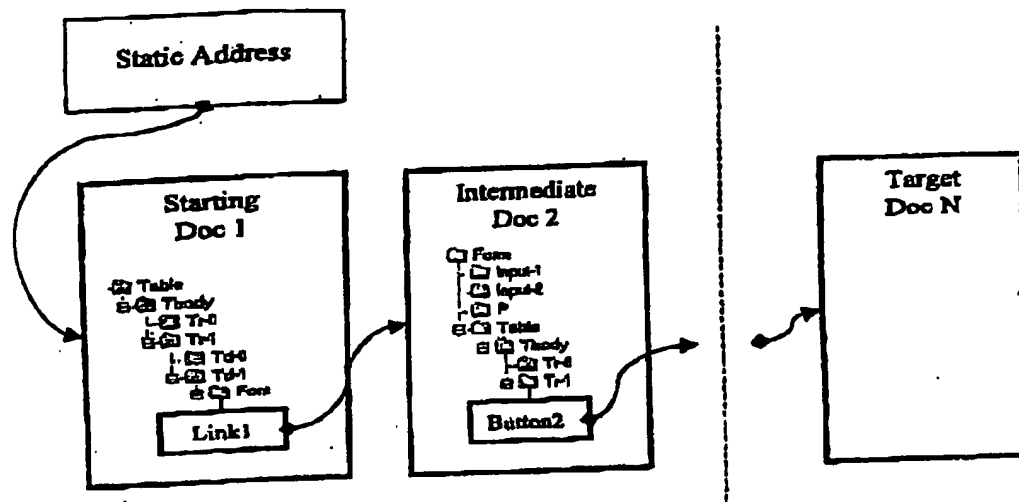 Static Address
Starting
Doc 1
Table
Tbody
Tr-0
Tr-1
Td-0
Td-1
Font
Link1
Intermediate
Doc 2
Form
Input-1
Input-2
P
Table
Tbody
Tr-0
Tr-1
Button2
Target
Doc N